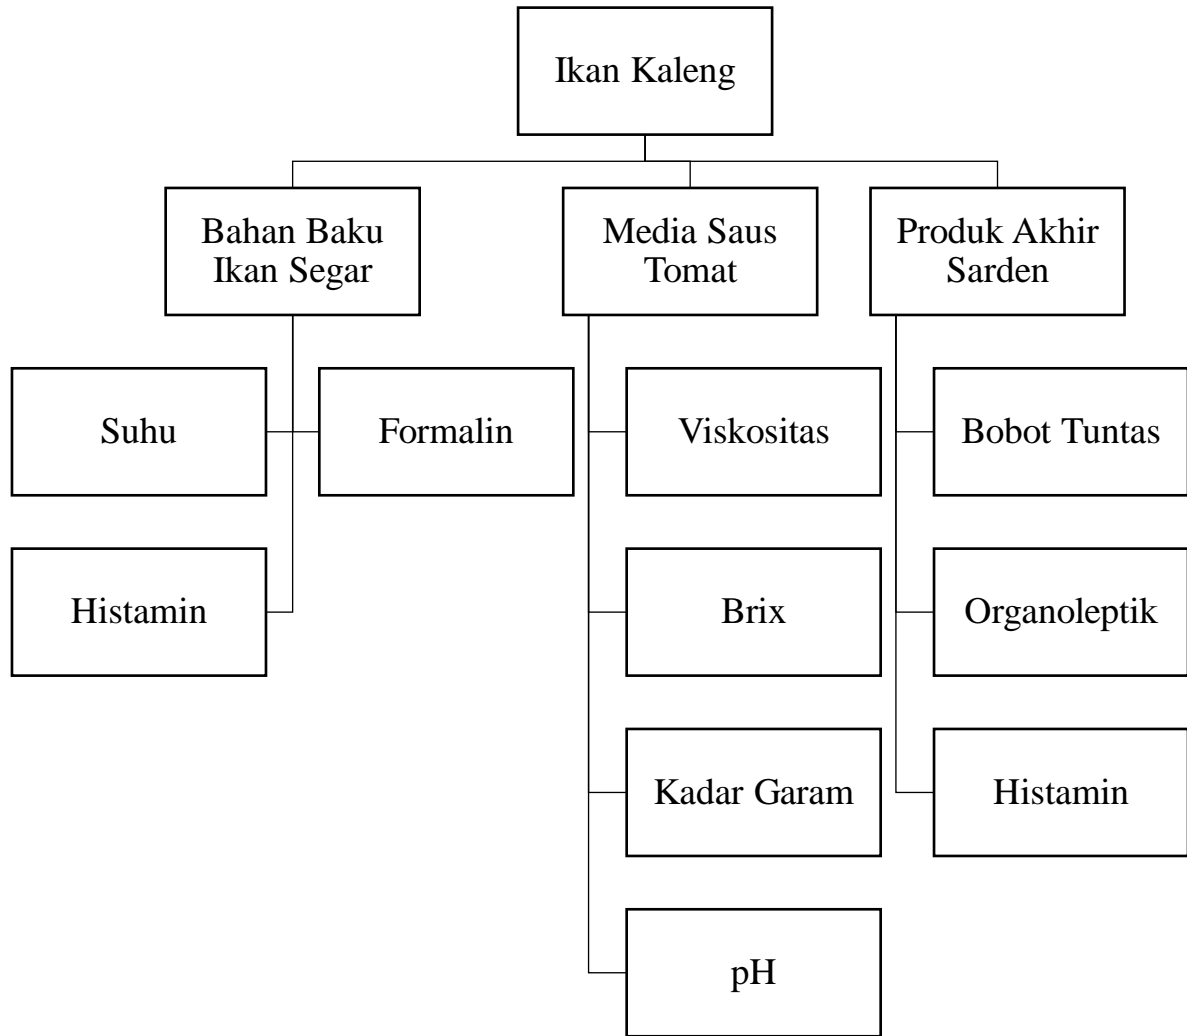 Ikan Kaleng
Bahan Baku
Ikan Segar
Media Saus
Tomat
Produk Akhir
Sarden
Suhu
Formalin
Viskositas
Bobot Tuntas
Histamin
Brix
Organoleptik
Kadar Garam
Histamin
pH